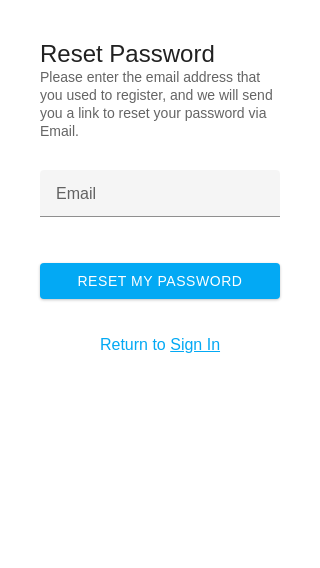 Reset Password
Please enter the email address that
you used to register, and we will send
you a link to reset your password via
Email.
Email
RESET MY PASSWORD
Return to Sign In